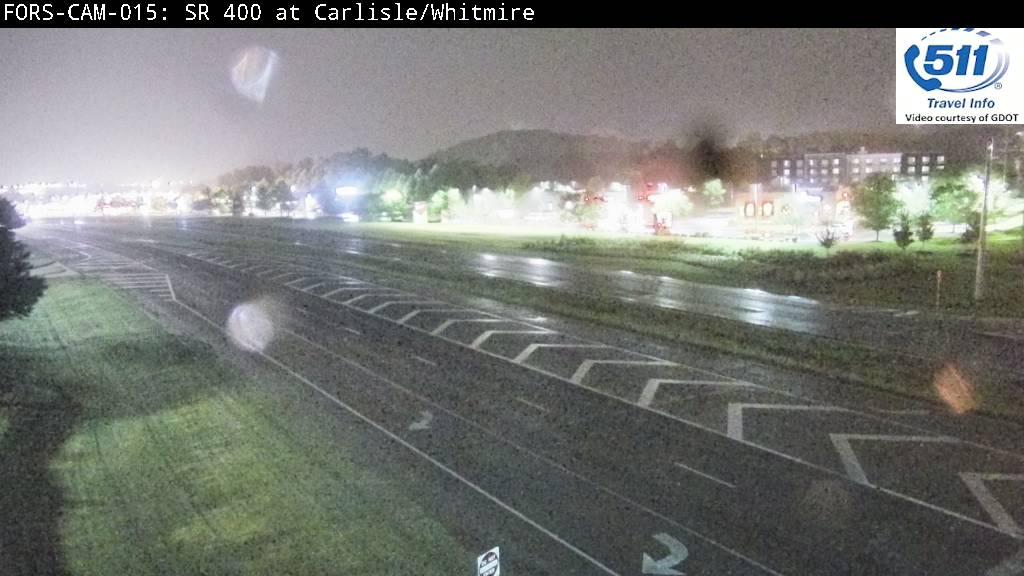 FORS-CAM-015: SR 400 at Carlisle/Whitmire
511
Travel Info
Video courtesy of GDOT